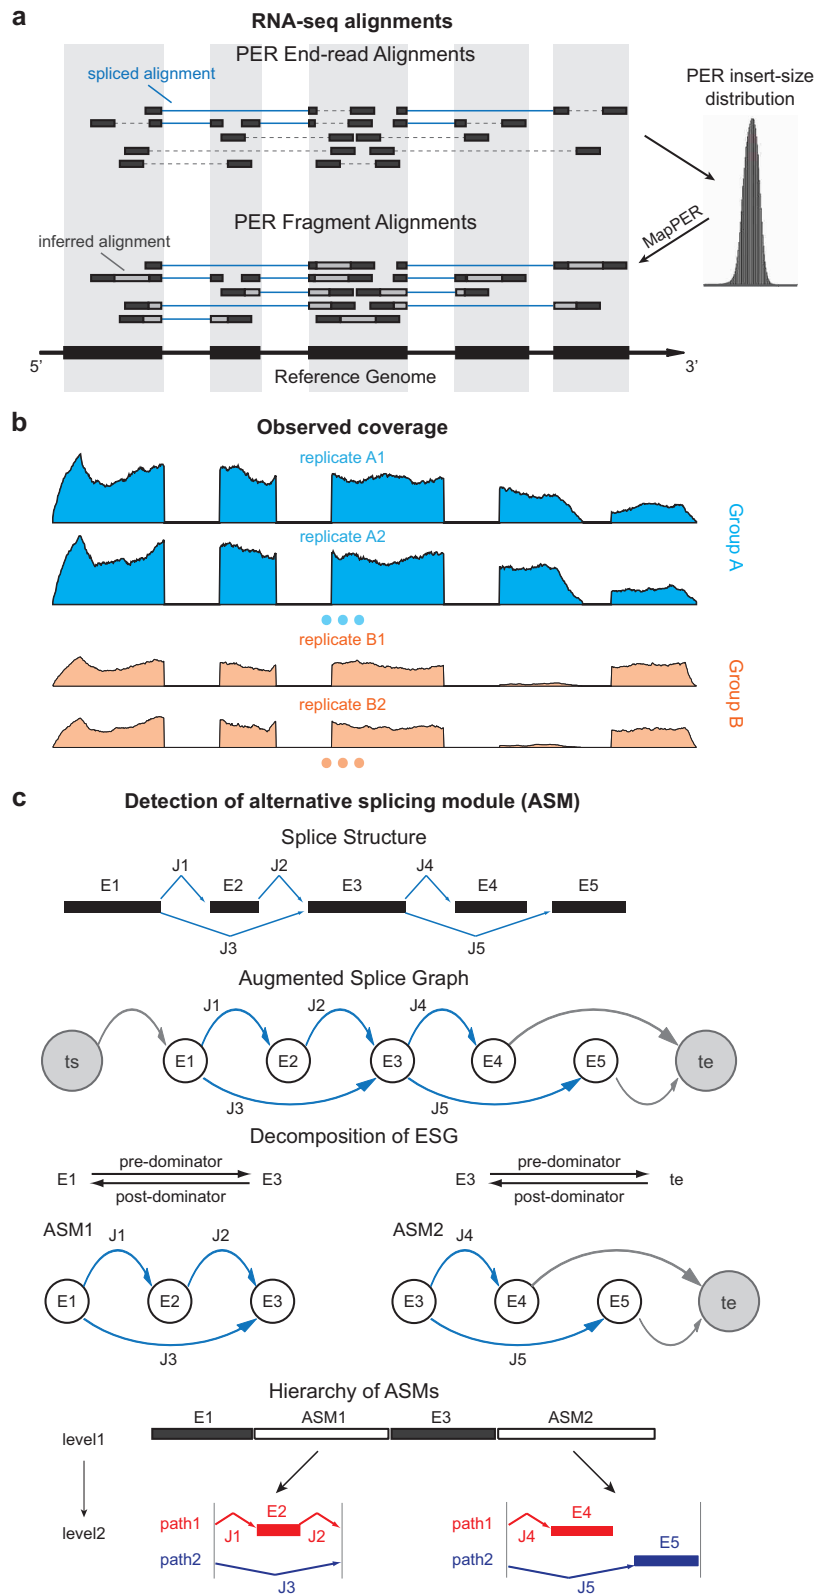 a
RNA-seq alignments
PER End-read Alignments
spliced alignment
PER insert-size
distribution
MapPER
PER Fragment Alignments
inferred alignment
5’
Reference Genome
3’
b
Observed coverage
replicate A1
replicate A2
Group A
replicate B1
replicate B2
Group B
c
Detection of alternative splicing module (ASM)
Splice Structure
J1 J2 J4
E1 E2 E3 E4 E5
J3 J5
Augmented Splice Graph
J1 J2 J4
ts E1 E2 E3 E4 E5 te
J3 J5
Decomposition of ESG
E1 pre-dominator post-dominator E3
E3 pre-dominator post-dominator te
ASM1 J1 J2
E1 E2 E3
J3
ASM2 J4
E3 E4 E5 te
J5
Hierarchy of ASMs
E1 ASM1 E3 ASM2
level1
level2
path1 J1 E2 J2
path2 J3
path1 J4 E4
path2 J5 E5